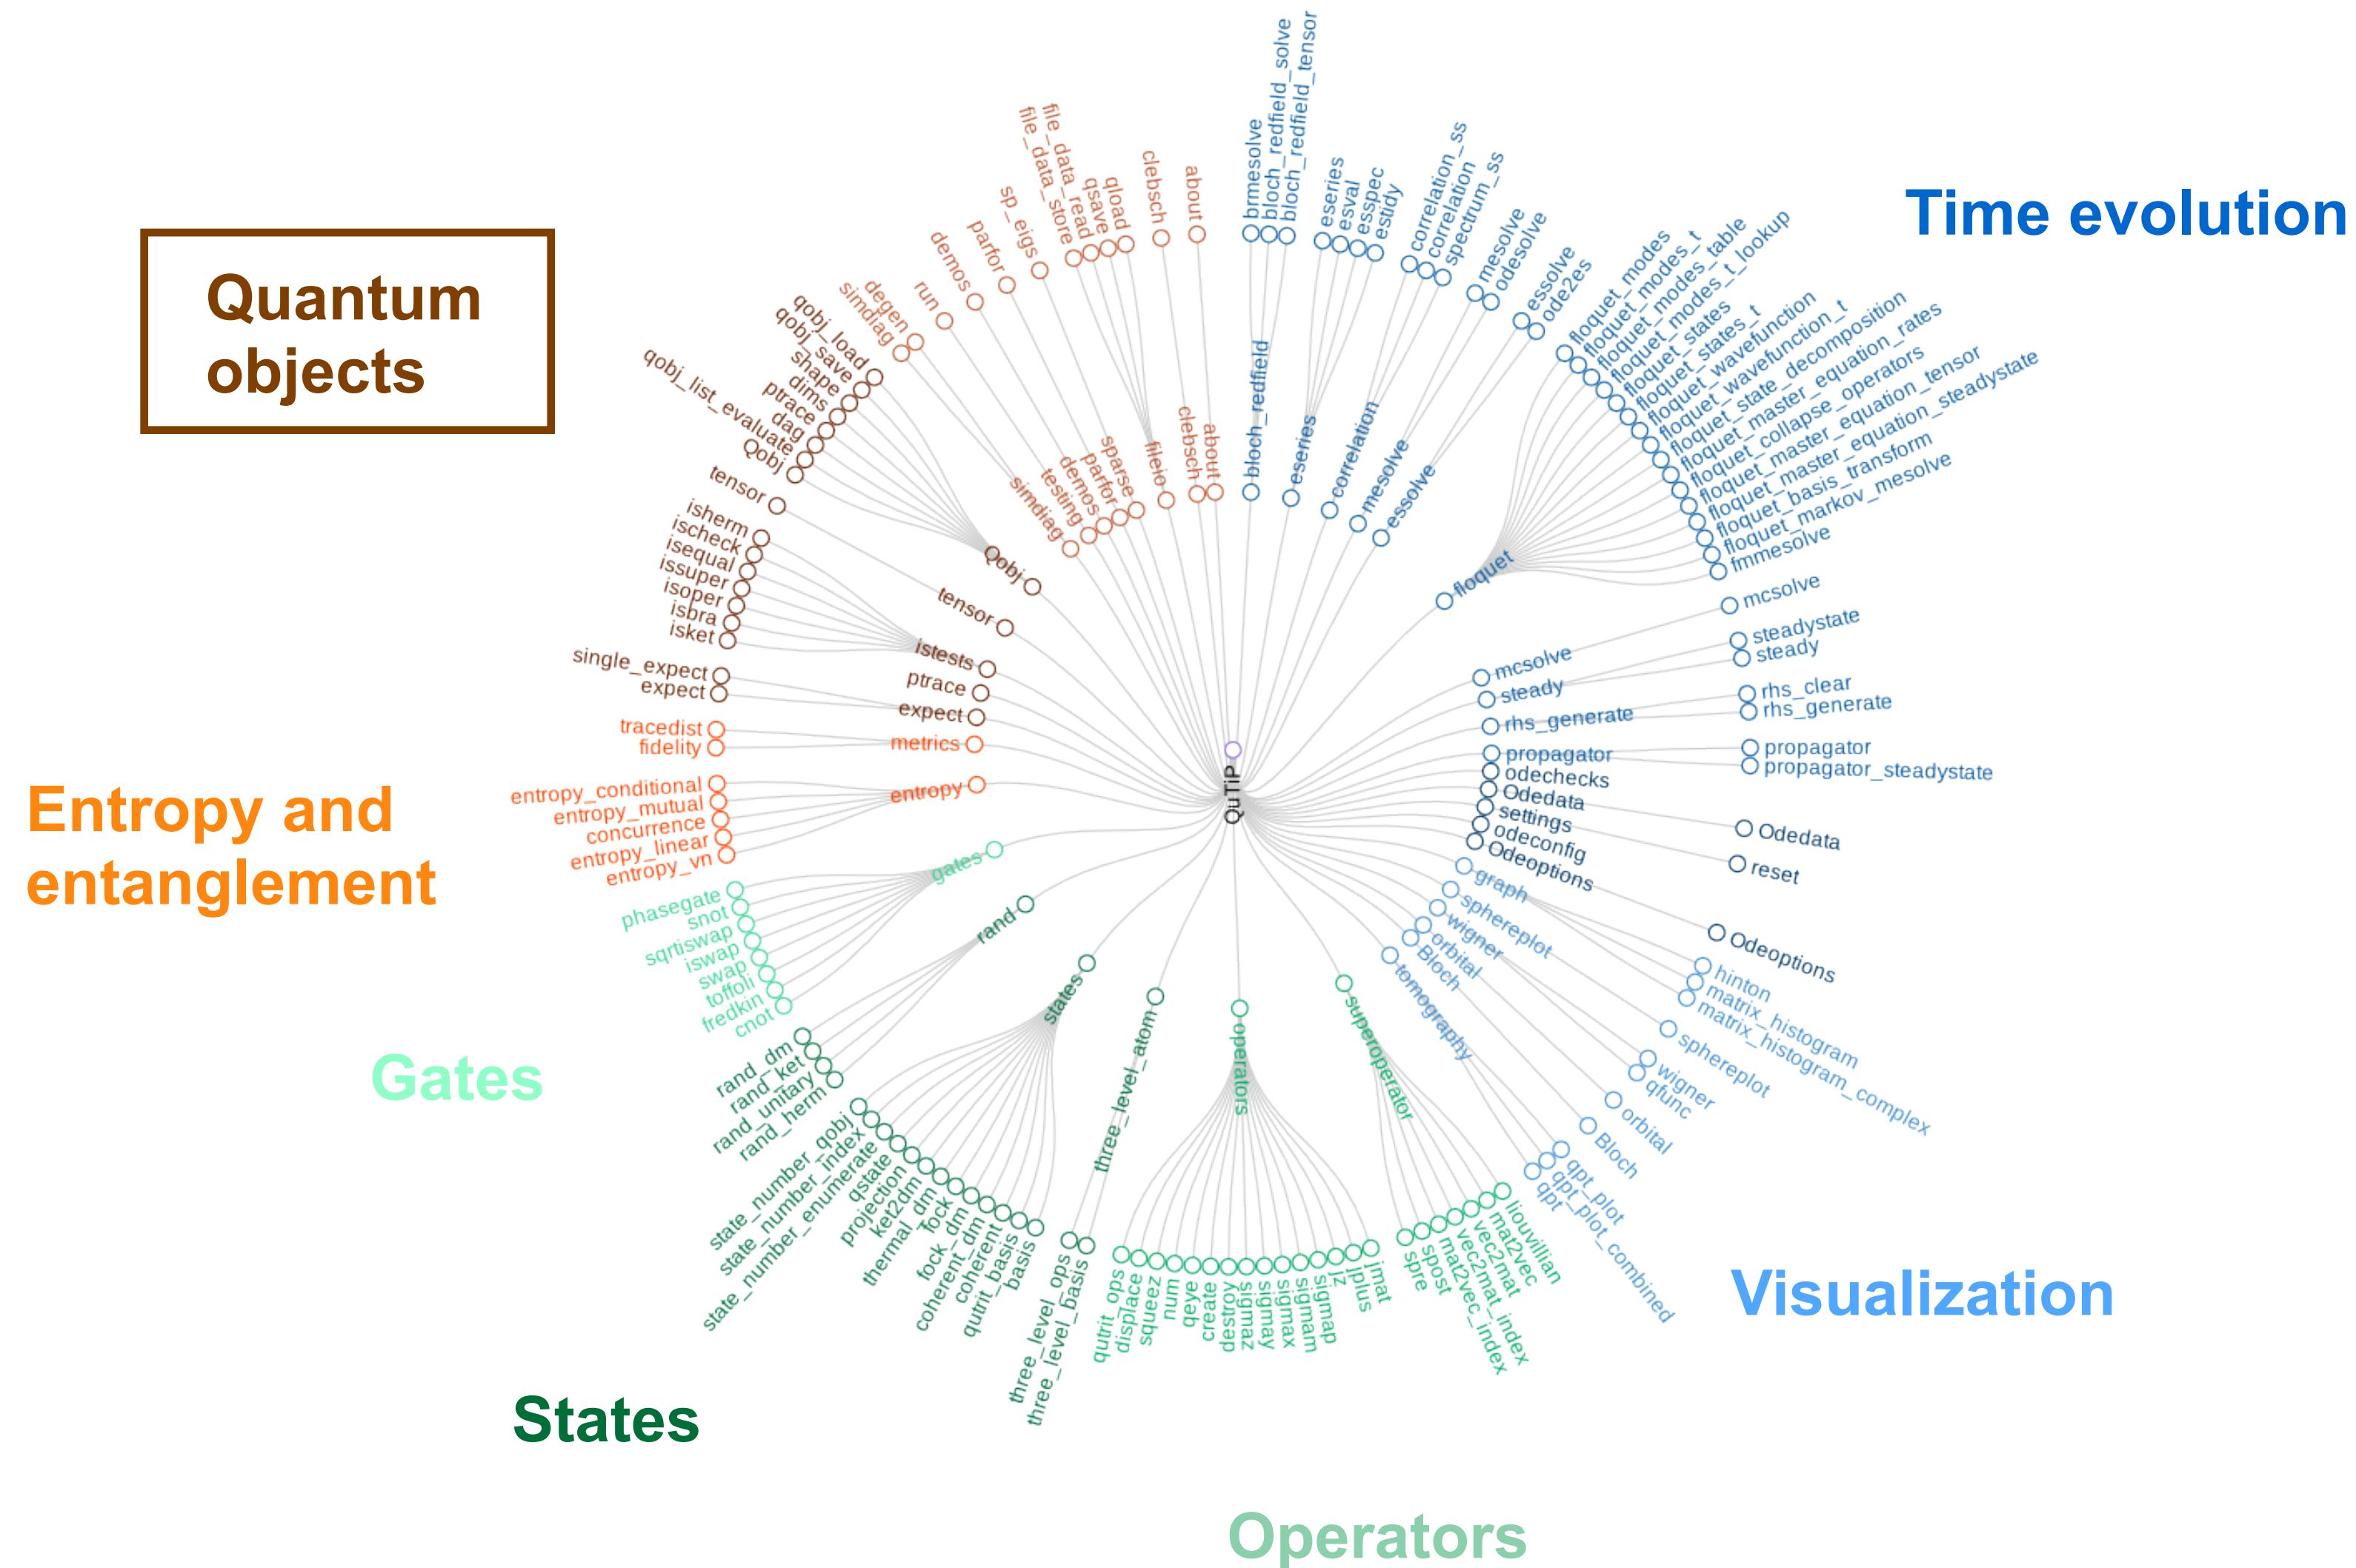 Quantum
objects
Time evolution
Entropy and
entanglement
Gates
States
Operators
Visualization
QuTiP
about
about
clebsch
clebsch
fileio
qload
qsave
file_data_read
file_data_store
sparse
sp_eigs
parfor
parfor
demos
demos
testing
run
simdiag
degen
simdiag
Qobj
qobj_load
qobj_save
shape
dims
ptrace
dag
qobj_list_evaluate
Qobj
tensor
tensor
istests
isherm
ischeck
isequal
issuper
isoper
isbra
isket
ptrace
expect
single_expect
expect
metrics
tracedist
fidelity
entropy
entropy_conditional
entropy_mutual
concurrence
entropy_linear
entropy_vn
gates
phasegate
snot
sqrtiswap
iswap
swap
toffoli
fredkin
cnot
rand
rand_dm
rand_ket
rand_unitary
rand_herm
states
state_number_qobj
state_number_index
state_number_enumerate
qstate
projection
ket2dm
thermal_dm
fock
fock_dm
coherent_dm
coherent
qutrit_basis
basis
three_level_atom
three_level_ops
three_level_basis
operators
qutrit_ops
displace
squeez
num
qeye
create
destroy
sigmaz
sigmay
sigmax
sigmam
sigmap
jz
jplus
jmat
superoperator
spre
spost
mat2vec_index
vec2mat_index
vec2mat
mat2vec
liouvillian
tomography
qpt
qpt_plot_combined
qpt_plot
Bloch
Bloch
orbital
orbital
wigner
qfunc
wigner
sphereplot
sphereplot
graph
matrix_histogram_complex
matrix_histogram
hinton
Odeoptions
Odeoptions
odeconfig
settings
reset
Odedata
Odedata
odechecks
propagator
propagator_steadystate
propagator
rhs_generate
rhs_generate
rhs_clear
steady
steady
steadystate
mcsolve
mcsolve
floquet
fmmesolve
floquet_markov_mesolve
floquet_basis_transform
floquet_master_equation_steadystate
floquet_master_equation_tensor
floquet_collapse_operators
floquet_master_equation_rates
floquet_state_decomposition
floquet_wavefunction_t
floquet_wavefunction
floquet_states_t
floquet_states
floquet_modes_t_lookup
floquet_modes_table
floquet_modes_t
floquet_modes
essolve
ode2es
essolve
mesolve
odesolve
mesolve
correlation
spectrum_ss
correlation
correlation_ss
eseries
estidy
esspec
esval
eseries
bloch_redfield
bloch_redfield_tensor
bloch_redfield_solve
brmesolve